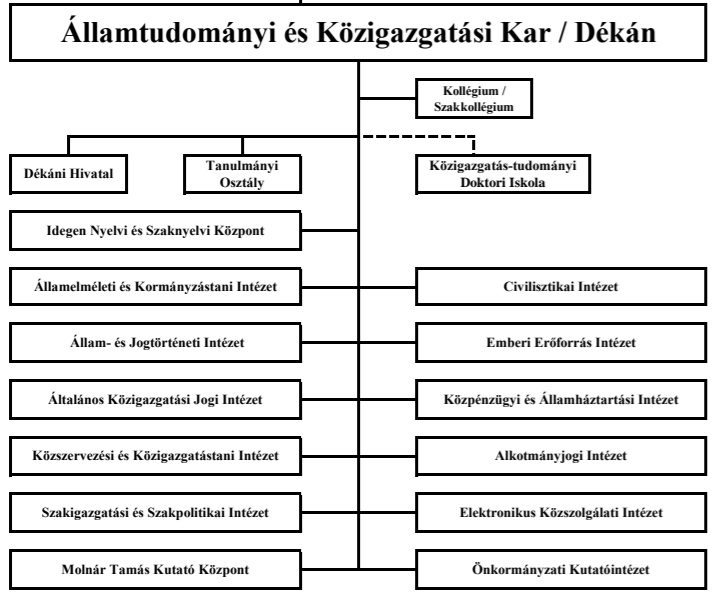 Államtudományi és Közigazgatási Kar / Dékán
Kollégium /
Szakkollégium
Dékáni Hivatal
Tanulmányi
Osztály
Közigazgatás-tudományi
Doktori Iskola
Idegen Nyelvi és Szaknyelvi Központ
Államelméleti és Kormányzástani Intézet
Civilisztikai Intézet
Állam- és Jogtörténeti Intézet
Emberi Erőforrás Intézet
Általános Közigazgatási Jogi Intézet
Közpénzügyi és Államháztartási Intézet
Közszervezési és Közigazgatástani Intézet
Alkotmányjogi Intézet
Szakigazgatási és Szakpolitikai Intézet
Elektronikus Közszolgálati Intézet
Molnár Tamás Kutató Központ
Önkormányzati Kutatóintézet